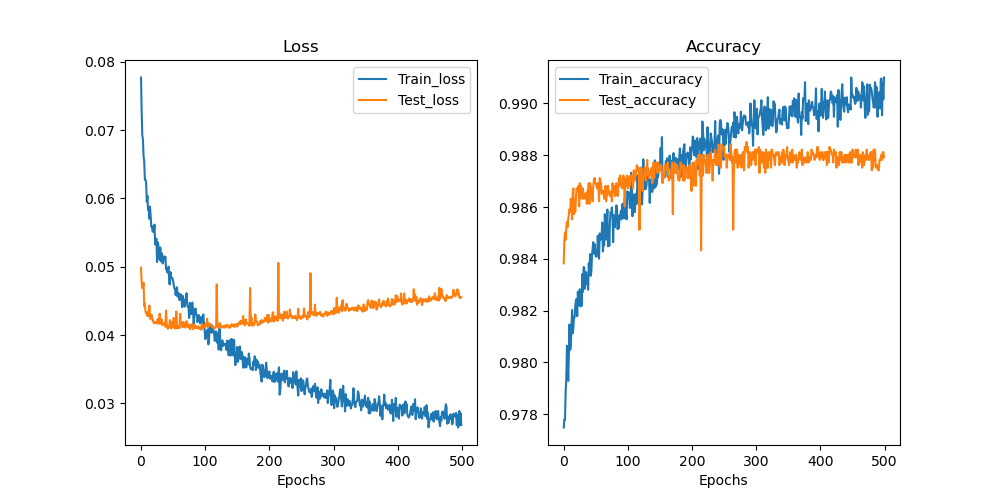 Loss
0.08
0.07
0.06
0.05
0.04
0.03
Train_loss
Test_loss
0 100 200 300 400 500
Epochs
Accuracy
0.990
0.988
0.986
0.984
0.982
0.980
0.978
Train_accuracy
Test_accuracy
0 100 200 300 400 500
Epochs